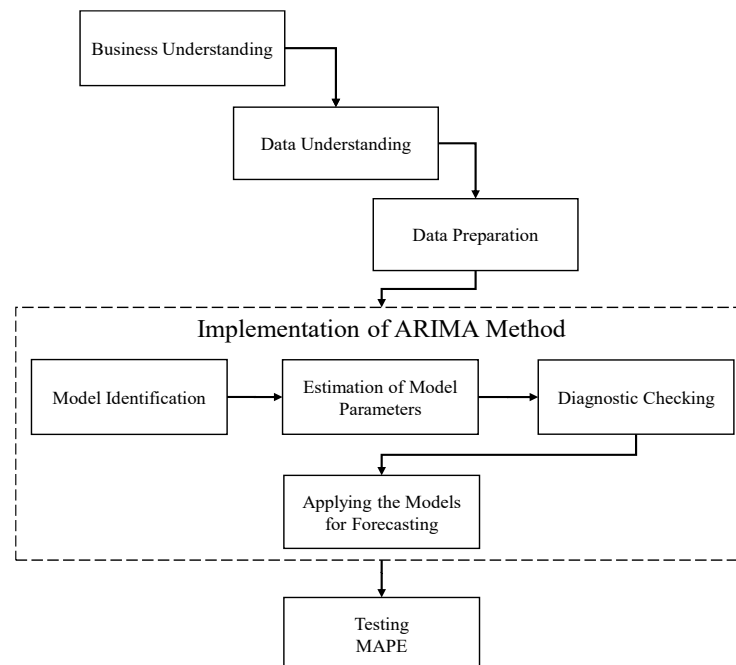 Business Understanding
Data Understanding
Data Preparation
Implementation of ARIMA Method
Model Identification
Estimation of Model
Parameters
Diagnostic Checking
Applying the Models
for Forecasting
Testing
MAPE